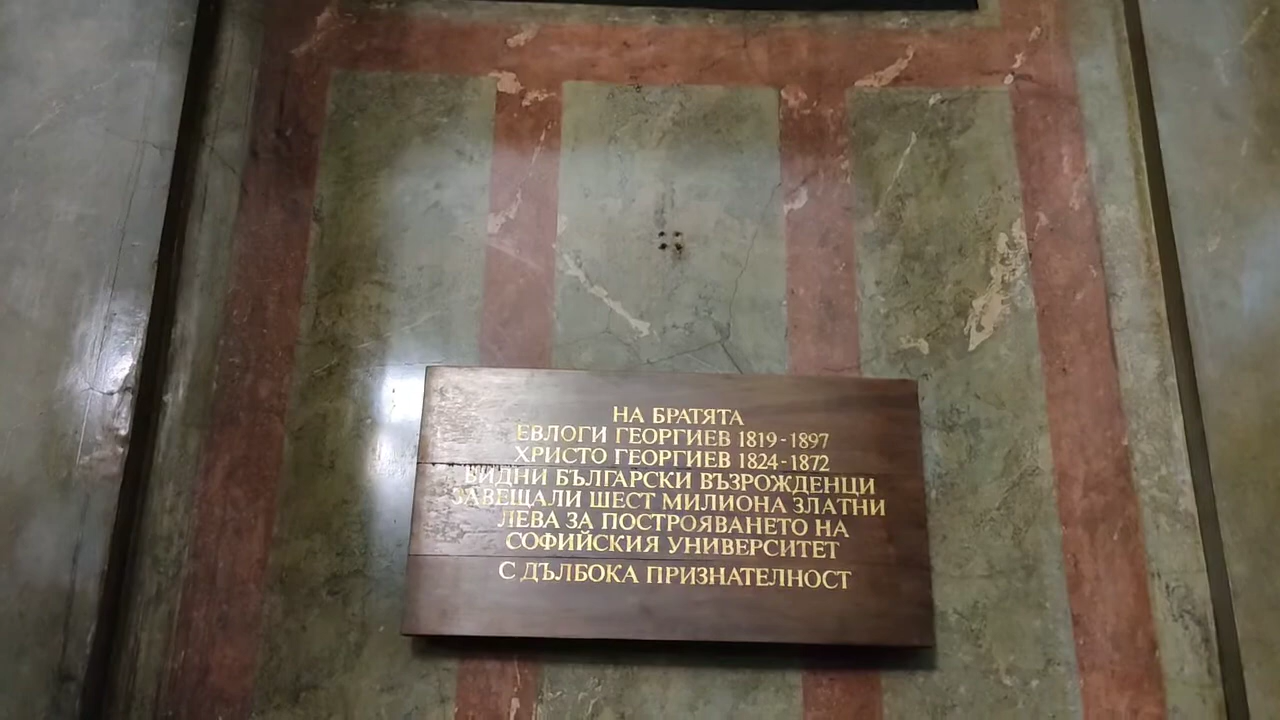 НА БРАТЯТА
ЕВЛОГИ ГЕОРГИЕВ 1819-1897
ХРИСТО ГЕОРГИЕВ 1824-1872
ВИДНИ БЪЛГАРСКИ ВЪЗРОЖДЕНЦИ
ЗАВЕЩАЛИ ШЕСТ МИЛИОНА ЗЛАТНИ
ЛЕВА ЗА ПОСТРОЯВАНЕТО НА
СОФИЙСКИЯ УНИВЕРСИТЕТ
С ДЪЛБОКА ПРИЗНАТЕЛНОСТ